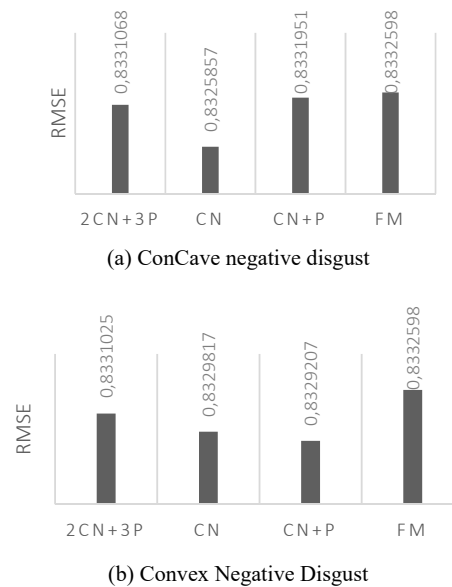 RMSE
0,8331068
0,8325857
0,8331951
0,8332598
2CN+3P CN CN+P FM
(a) ConCave negative disgust
RMSE
0,8331025
0,8329817
0,8329207
0,8332598
2CN+3P CN CN+P FM
(b) Convex Negative Disgust